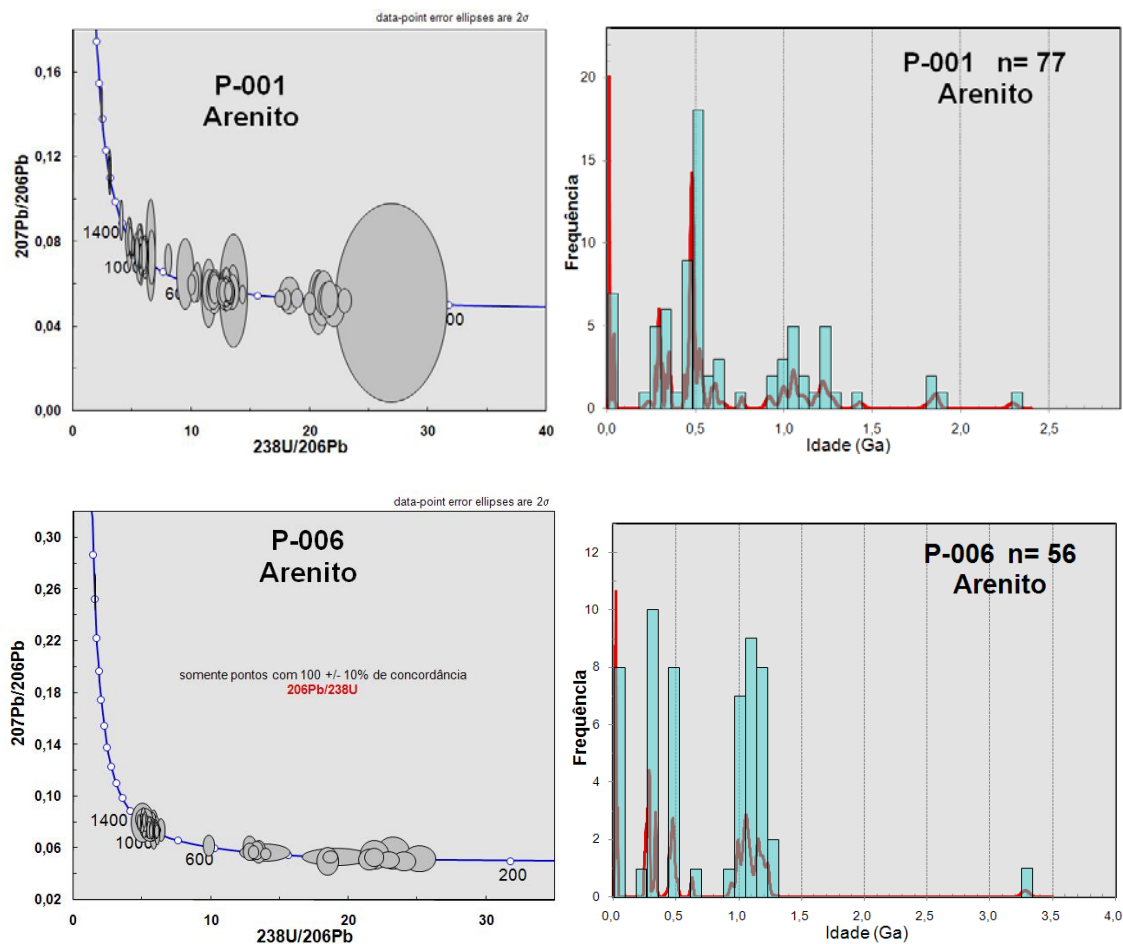 data-point error ellipses are 2σ
P-001
Arenito
207Pb/206Pb
0,16
0,12
0,08
0,04
0,00
1400
1000
0
10
20
30
40
238U/206Pb
P-001 n= 77
Arenito
Frequência
20
15
10
5
0
0,0
0,5
1,0
1,5
2,0
2,5
Idade (Ga)
data-point error ellipses are 2σ
P-006
Arenito
somente pontos com 100 +/- 10% de concordância
206Pb/238U
207Pb/206Pb
0,30
0,26
0,22
0,18
0,14
0,10
0,06
0,02
1400
1000
600
200
0
10
20
30
238U/206Pb
P-006 n= 56
Arenito
Frequência
12
10
8
6
4
2
0
0,0
0,5
1,0
1,5
2,0
2,5
3,0
3,5
4,0
Idade (Ga)